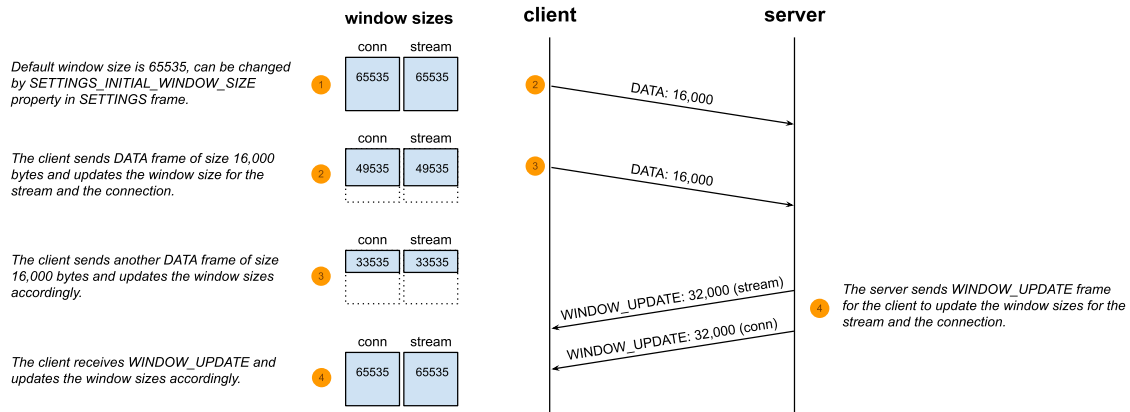 window sizes
client
server
conn
stream
Default window size is 65535, can be changed
by SETTINGS_INITIAL_WINDOW_SIZE
property in SETTINGS frame.
1
65535
65535
2
DATA: 16,000
conn
stream
The client sends DATA frame of size 16,000
bytes and updates the window size for the
stream and the connection.
2
49535
49535
3
DATA: 16,000
conn
stream
The client sends another DATA frame of size
16,000 bytes and updates the window sizes
accordingly.
3
33535
33535
WINDOW_UPDATE: 32,000 (stream)
WINDOW_UPDATE: 32,000 (conn)
4
The server sends WINDOW_UPDATE frame
for the client to update the window sizes for the
stream and the connection.
conn
stream
The client receives WINDOW_UPDATE and
updates the window sizes accordingly.
4
65535
65535